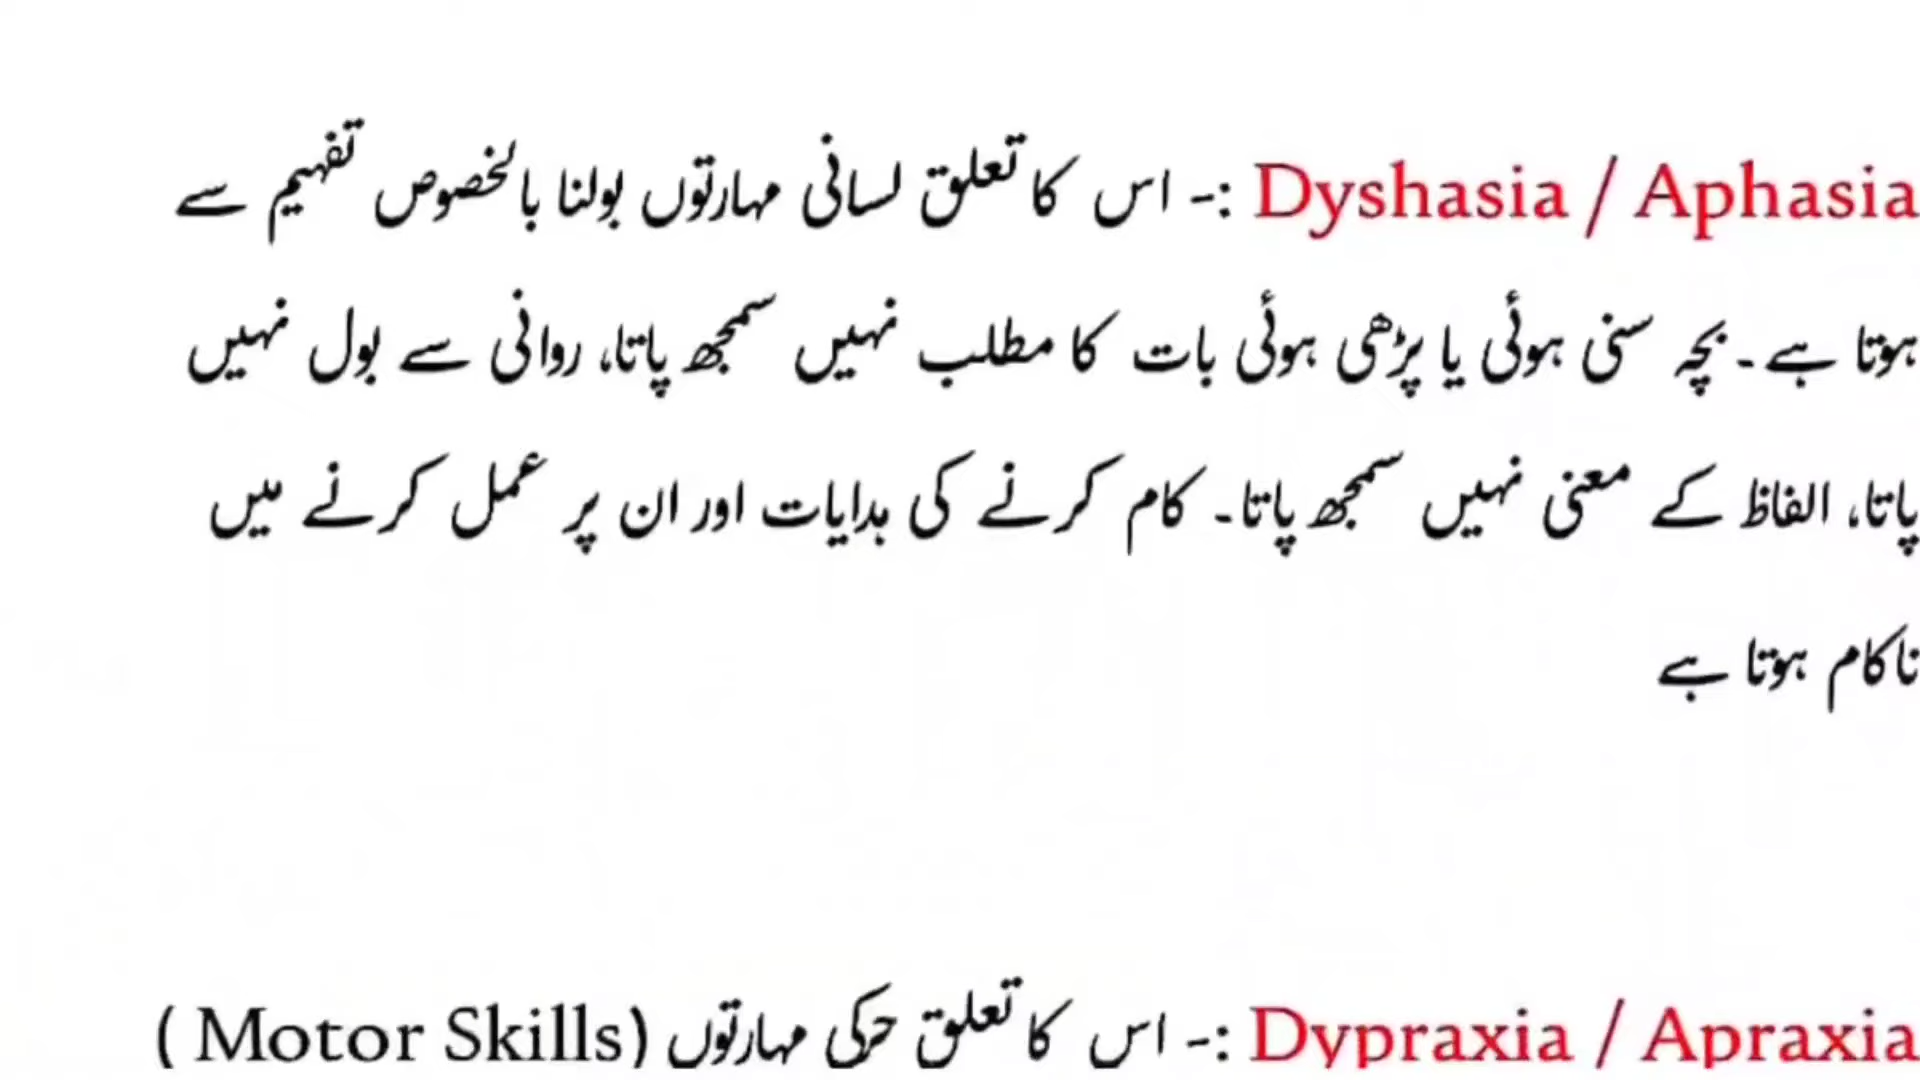 Dyshasia / Aphasia :- اس کا تعلق لسانی مہارتوں بولنا بالخصوص تفہیم سے
ہوتا ہے۔ بچہ سنی ہوئی یا پڑھی ہوئی بات کا مطلب نہیں سمجھ پاتا، روانی سے بول نہیں
پاتا، الفاظ کے معنی نہیں سمجھ پاتا۔ کام کرنے کی ہدایات اور ان پر عمل کرنے میں
ناکام ہوتا ہے
Dypraxia / Apraxia :- اس کا تعلق حرکی مہارتوں (Motor Skills )